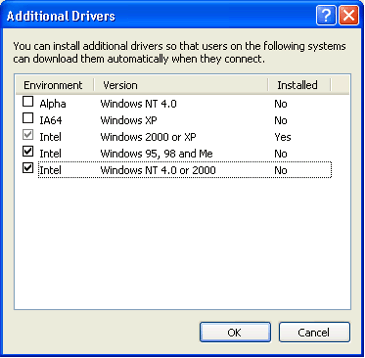 Additional Drivers
You can install additional drivers so that users on the following systems
can download them automatically when they connect.
Environment Version Installed
Alpha Windows NT 4.0 No
IA64 Windows XP No
Intel Windows 2000 or XP Yes
Intel Windows 95, 98 and Me No
Intel Windows NT 4.0 or 2000 No
OK Cancel